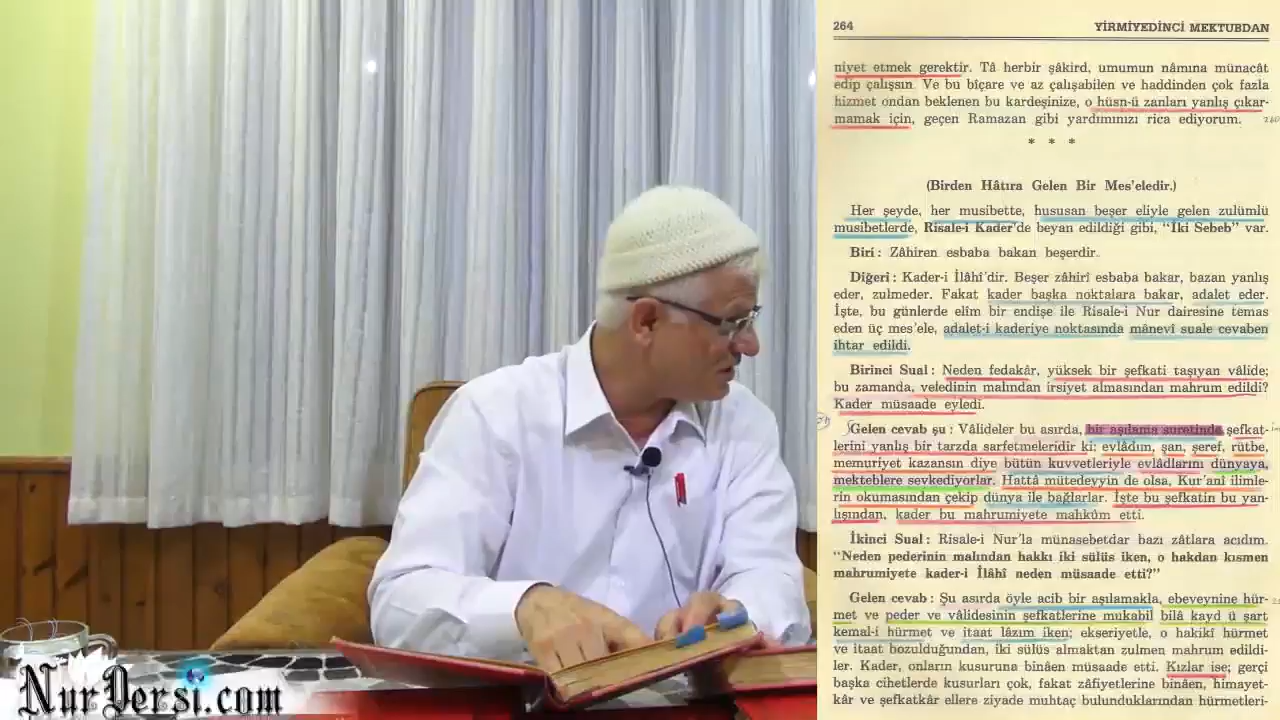 264
YİRMİYEDİNCİ MEKTUBDAN
niyet etmek gerektir. Tâ herbir şâkird, umumun nâmına münacât
edip çalışsın. Ve bu bîçare ve az çalışabilen ve haddinden çok fazla
hizmet ondan beklenen bu kardeşinize, o hüsn-ü zanları yanlış çıkar-
mamak için, geçen Ramazan gibi yardımınızı rica ediyorum.
* * *
(Birden Hâtıra Gelen Bir Mes'eledir.)
Her şeyde, her musibette, hususan beşer eliyle gelen zulümlü
musibetlerde, Risale-i Kader'de beyan edildiği gibi, "İki Sebeb" var.
Biri: Zâhiren esbaba bakan beşerdir.
Diğeri: Kader-i İlâhî'dir. Beşer zâhirî esbaba bakar, bazan yanlış
eder, zulmeder. Fakat kader başka noktalara bakar, adalet eder.
İşte, bu günlerde elîm bir endişe ile Risale-i Nur dairesine temas
eden üç mes'ele, adalet-i kaderiye noktasında mânevî suale cevaben
ihtar edildi.
Birinci Sual: Neden fedakâr, yüksek bir şefkati taşıyan vâlide;
bu zamanda, veledinin malından irsiyet almasından mahrum edildi?
Kader müsaade eyledi.
Gelen cevab şu: Vâlideler bu asırda, bir aşılama suretinde şefkat-
lerini yanlış bir tarzda sarfetmeleridir ki; evlâdım, şan, şeref, rütbe,
memuriyet kazansın diye bütün kuvvetleriyle evlâdlarını dünyaya,
mekteblere sevkediyorlar. Hattâ mütedeyyin de olsa, Kur'anî ilimle-
rin okumasından çekip dünya ile bağlarlar. İşte bu şefkatin bu yan-
lışından, kader bu mahrumiyete mahkûm etti.
İkinci Sual: Risale-i Nur'la münasebetdar bazı zâtlara acıdım.
"Neden pederinin malından hakkı iki sülüs iken, o hakdan kısmen
mahrumiyete kader-i İlâhî neden müsaade etti?"
Gelen cevab: Şu asırda öyle acib bir aşılamakla, ebeveynine hür-
met ve peder ve vâlidesinin şefkatlerine mukabil bilâ kayd ü şart
kemal-i hürmet ve itaat lâzım iken; ekseriyetle, o hakikî hürmet
ve itaat bozulduğundan, iki sülüs almaktan zulmen mahrum edildi-
ler. Kader, onların kusuruna binâen müsaade etti. Kızlar ise; gerçi
başka cihetlerde kusurları çok, fakat zâfiyetlerine binâen, himayet-
kâr ve şefkatkâr ellere ziyade muhtaç bulunduklarından hürmetleri-
NurDersi.com